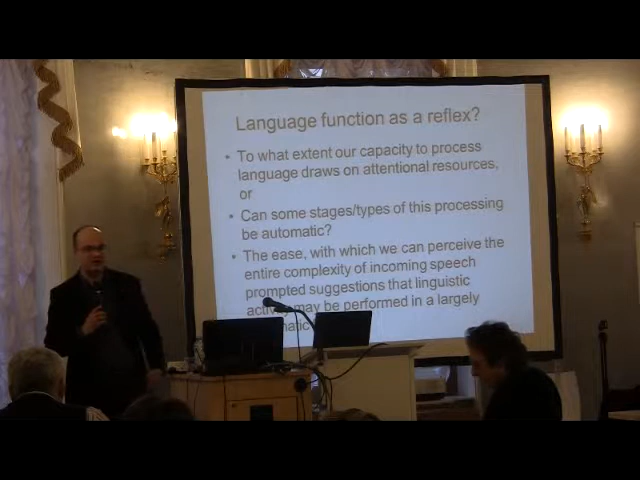 Language function as a reflex?
• To what extent our capacity to process
language draws on attentional resources,
or
• Can some stages/types of this processing
be automatic?
• The ease, with which we can perceive the
entire complexity of incoming speech
prompted suggestions that linguistic
may be performed in a largely